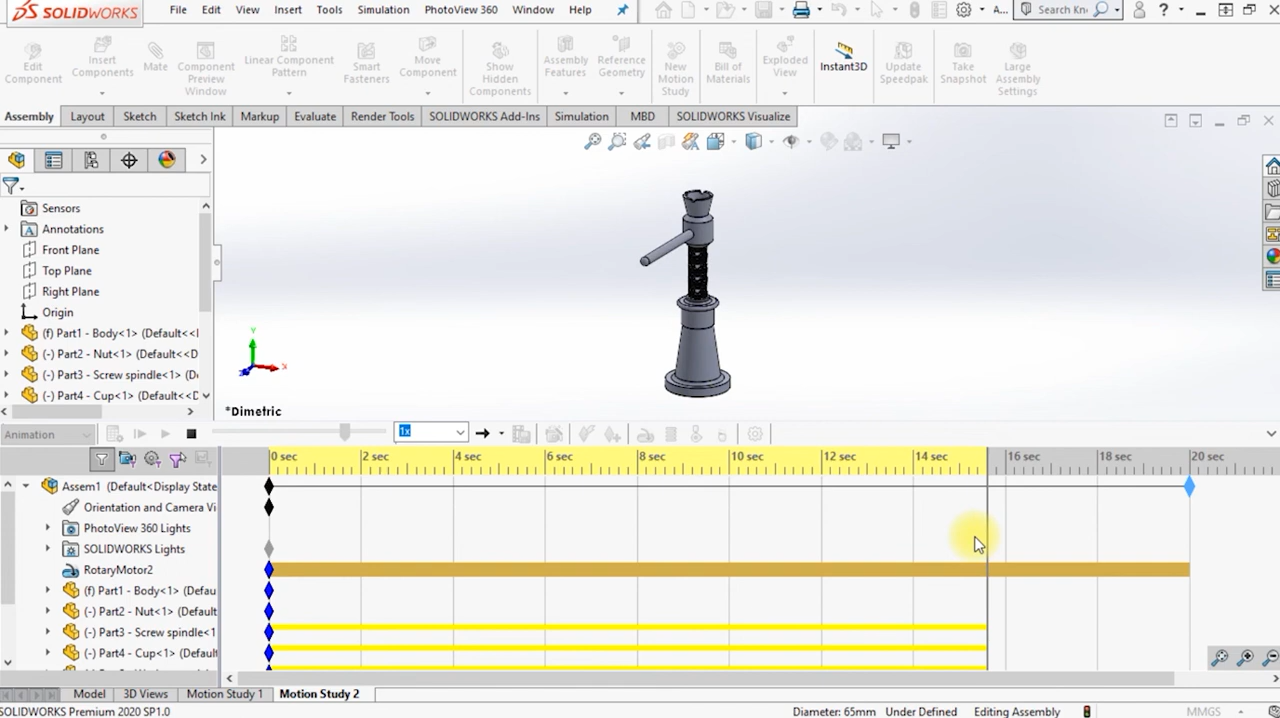 SOLIDWORKS File Edit View Insert Tools Simulation PhotoView 360 Window Help A... Search Kn
Edit Component
Insert Components
Mate
Component Preview Window
Linear Component Pattern
Smart Fasteners
Move Component
Show Hidden Components
Assembly Features
Reference Geometry
New Motion Study
Bill of Materials
Exploded View
Instant3D
Update Speedpak
Take Snapshot
Large Assembly Settings
Assembly Layout Sketch Sketch Ink Markup Evaluate Render Tools SOLIDWORKS Add-Ins Simulation MBD SOLIDWORKS Visualize
Sensors
Annotations
Front Plane
Top Plane
Right Plane
Origin
(f) Part1 - Body<1> (Default<<
(-) Part2 - Nut<1> (Default<<D
(-) Part3 - Screw spindle<1> (D
(-) Part4 - Cup<1> (Default<<D
Y
X
*Dimetric
Animation 1x
0 sec 2 sec 4 sec 6 sec 8 sec 10 sec 12 sec 14 sec 16 sec 18 sec 20 sec
Assem1 (Default<Display State
Orientation and Camera Vi
PhotoView 360 Lights
SOLIDWORKS Lights
RotaryMotor2
(f) Part1 - Body<1> (Defau
(-) Part2 - Nut<1> (Default
(-) Part3 - Screw spindle<1
(-) Part4 - Cup<1> (Default
Model 3D Views Motion Study 1 Motion Study 2
SOLIDWORKS Premium 2020 SP1.0 Diameter: 65mm Under Defined Editing Assembly MMGS